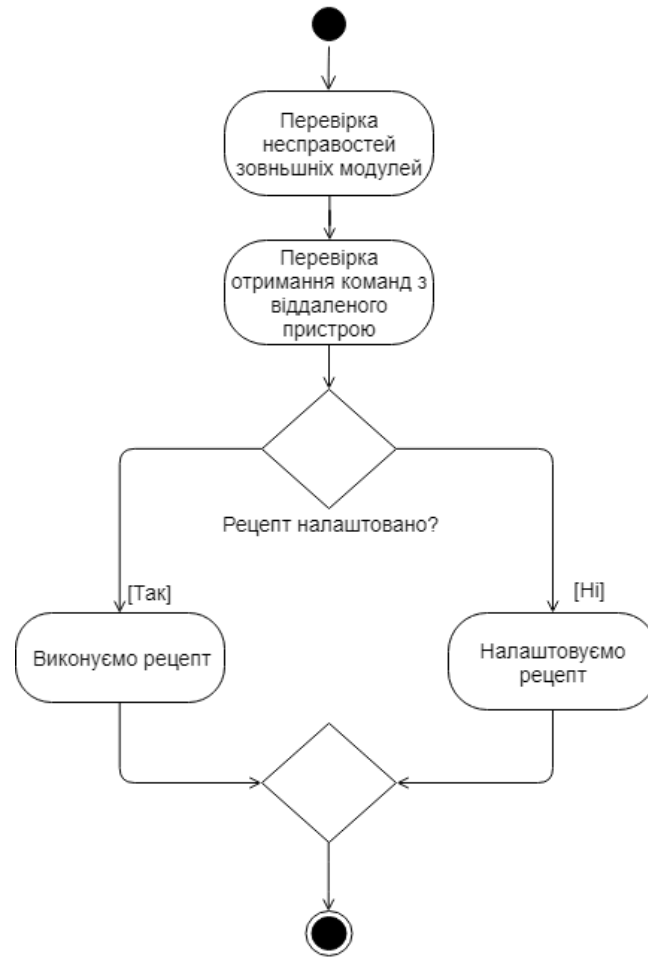 Перевірка
несправостей
зовньшніх модулей
Перевірка
отримання команд з
віддаленого
пристрою
Рецепт налаштовано?
[Так]
[Ні]
Виконуємо рецепт
Налаштовуємо
рецепт